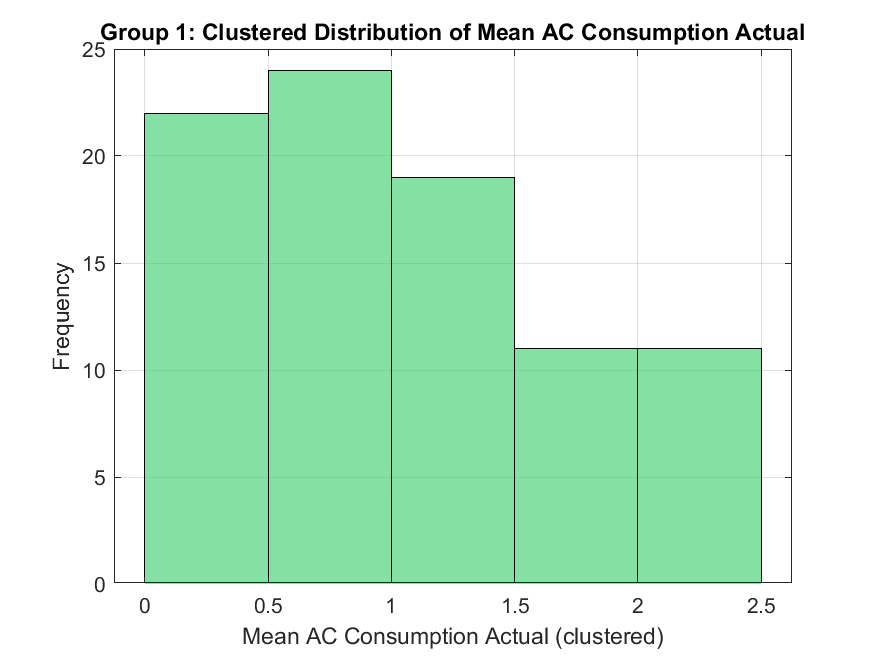 Group 1: Clustered Distribution of Mean AC Consumption Actual
25
20
15
10
5
0
Frequency
0 0.5 1 1.5 2 2.5
Mean AC Consumption Actual (clustered)